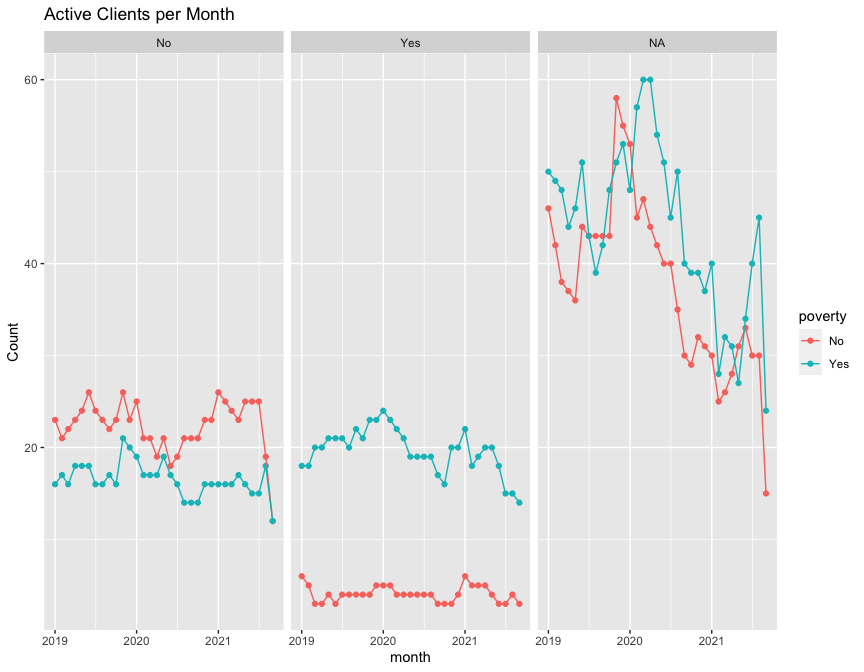 Active Clients per Month
No
Yes
NA
60
40
20
Count
2019
2020
2021
2019
2020
2021
2019
2020
2021
month
poverty
No
Yes